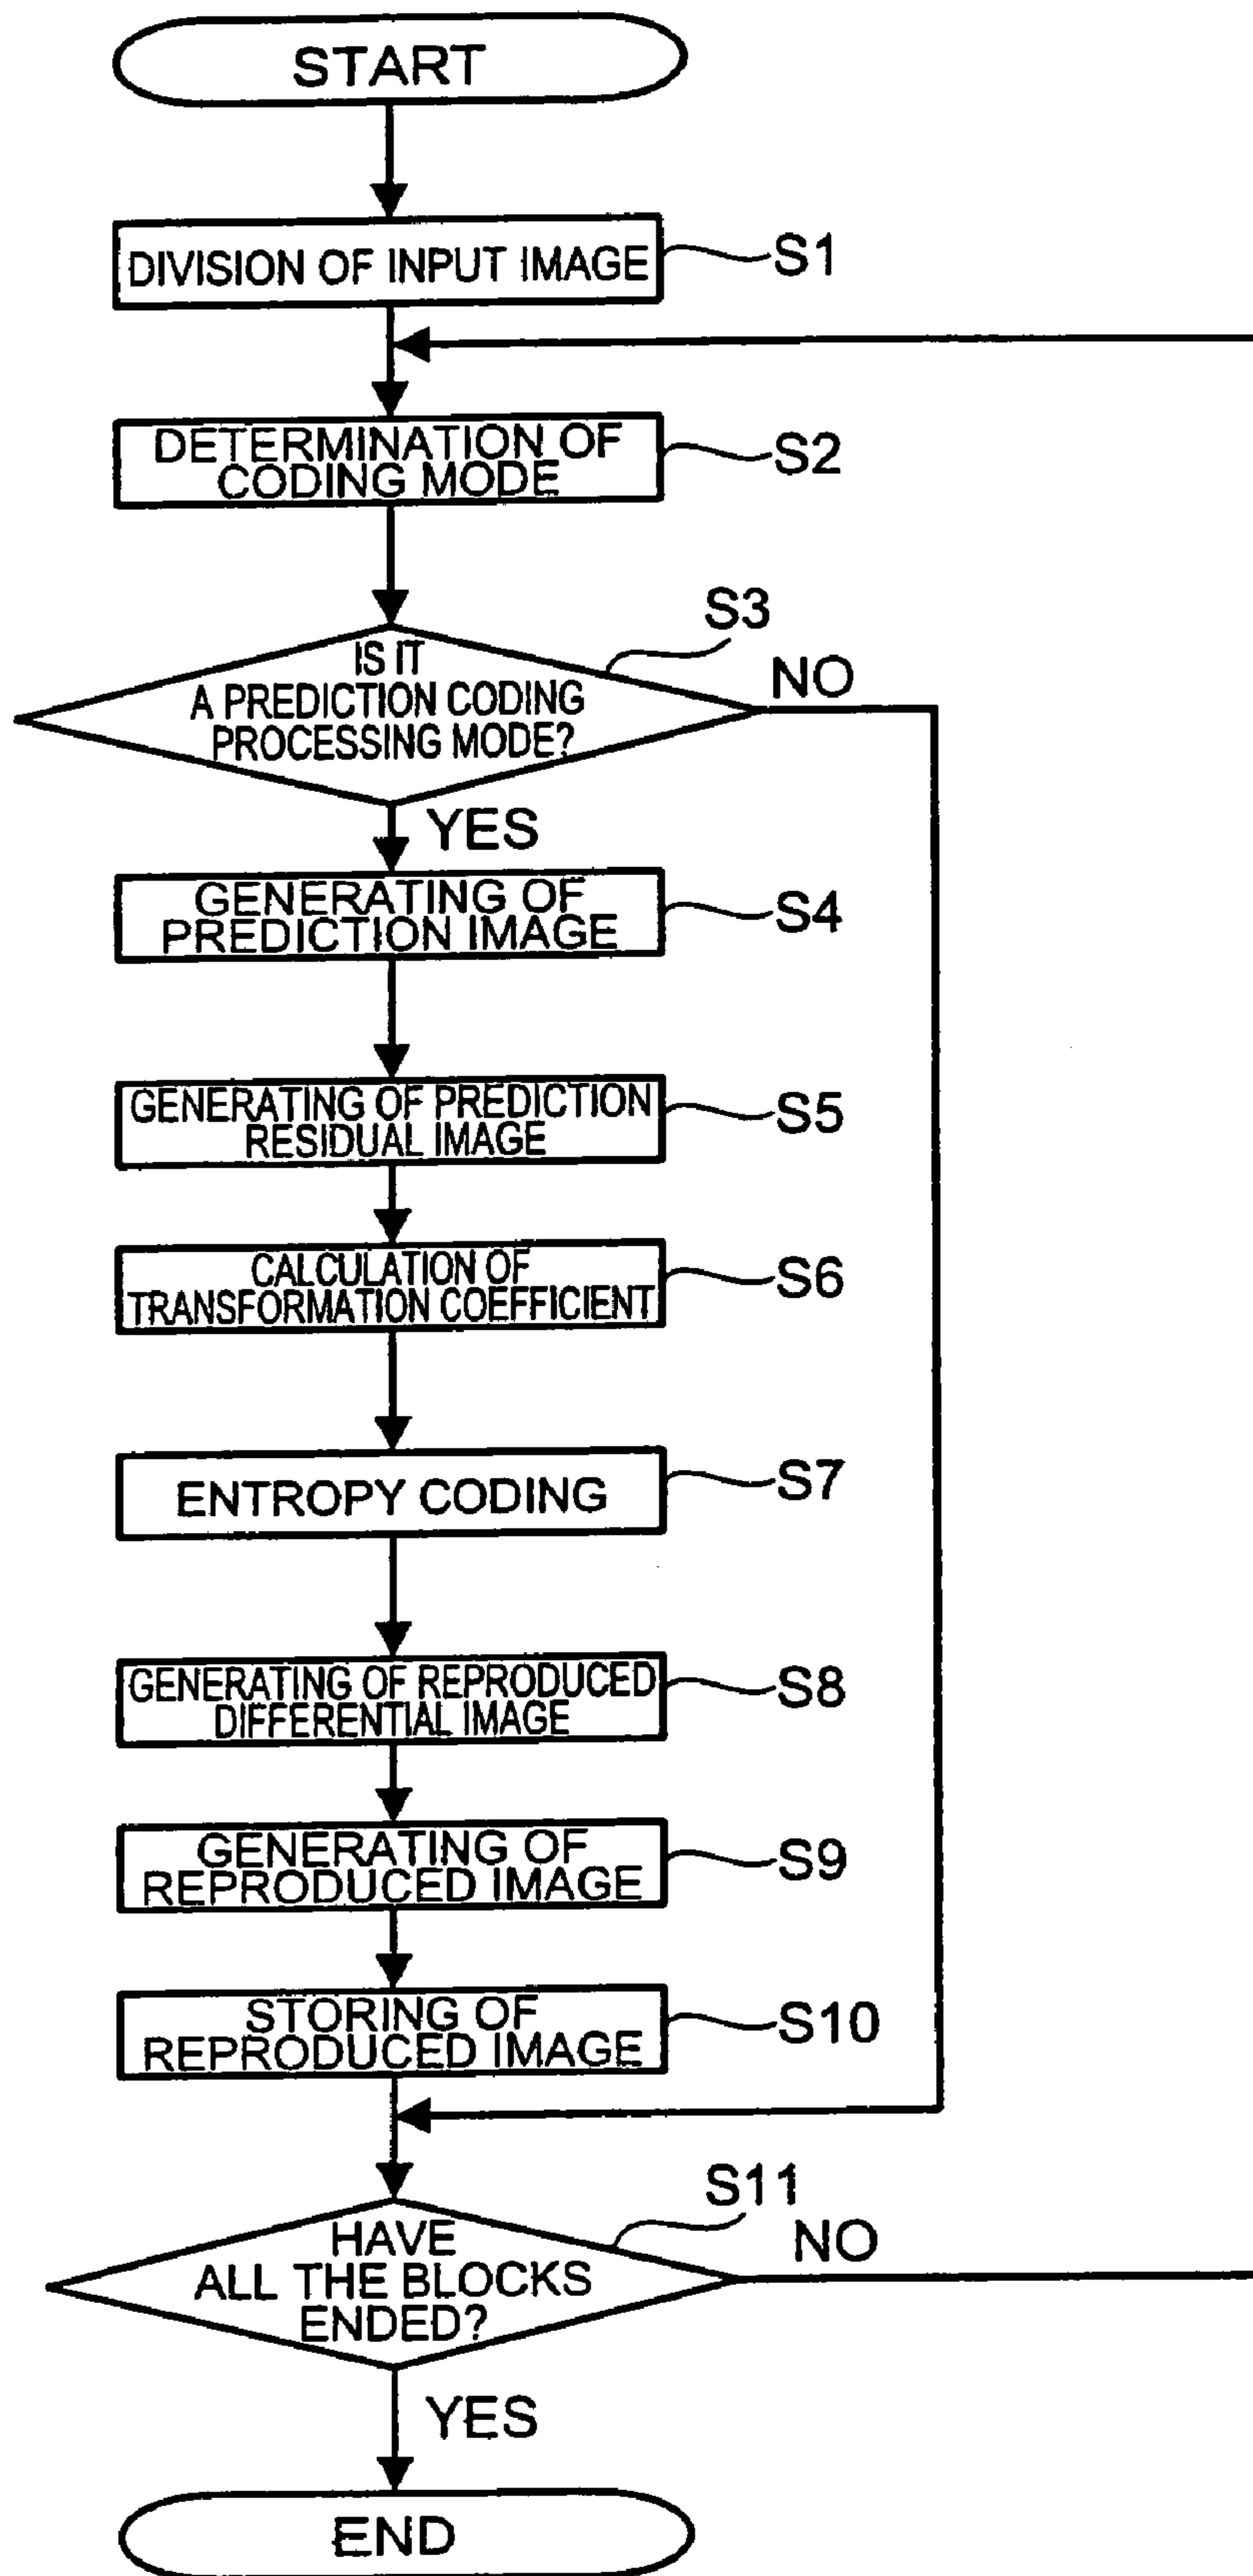 START
DIVISION OF INPUT IMAGE
S1
DETERMINATION OF
CODING MODE
S2
S3
IS IT
A PREDICTION CODING
PROCESSING MODE?
NO
YES
GENERATING OF
PREDICTION IMAGE
S4
GENERATING OF PREDICTION
RESIDUAL IMAGE
S5
CALCULATION OF
TRANSFORMATION COEFFICIENT
S6
ENTROPY CODING
S7
GENERATING OF REPRODUCED
DIFFERENTIAL IMAGE
S8
GENERATING OF
REPRODUCED IMAGE
S9
STORING OF
REPRODUCED IMAGE
S10
S11
HAVE
ALL THE BLOCKS
ENDED?
NO
YES
END